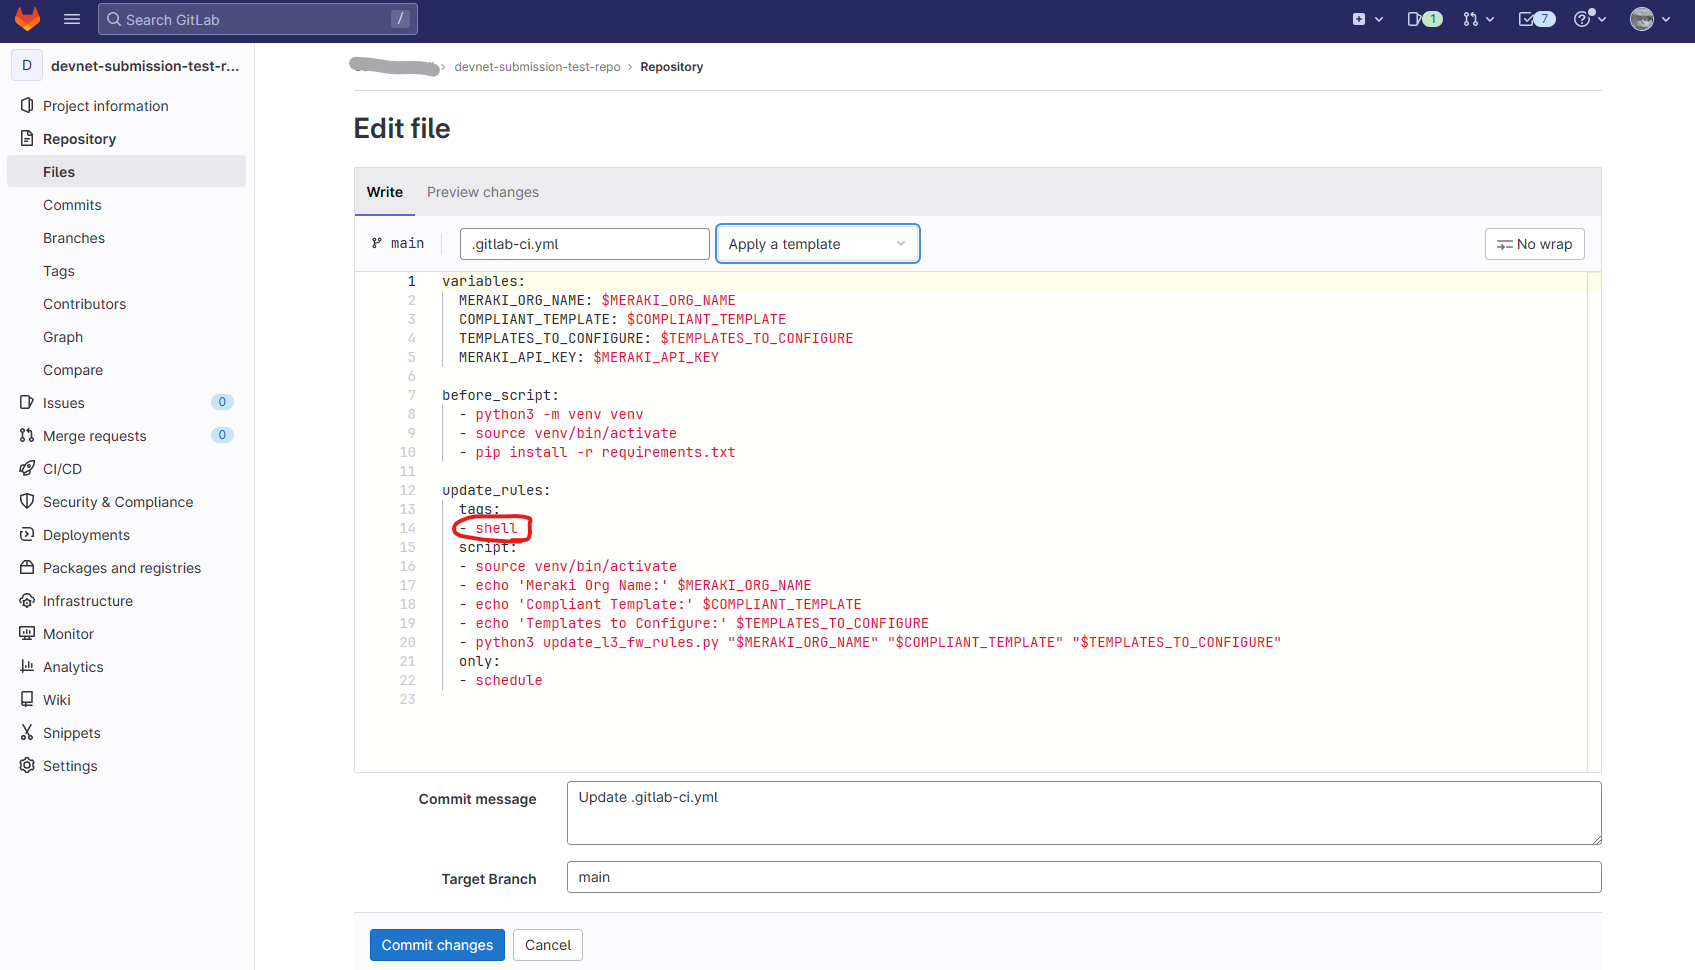 Search GitLab /
1
7
D devnet-submission-test-r...
Project information
Repository
Files
Commits
Branches
Tags
Contributors
Graph
Compare
Issues 0
Merge requests 0
CI/CD
Security & Compliance
Deployments
Packages and registries
Infrastructure
Monitor
Analytics
Wiki
Snippets
Settings
› devnet-submission-test-repo › Repository
Edit file
Write Preview changes
main .gitlab-ci.yml Apply a template No wrap
1 variables:
2 MERAKI_ORG_NAME: $MERAKI_ORG_NAME
3 COMPLIANT_TEMPLATE: $COMPLIANT_TEMPLATE
4 TEMPLATES_TO_CONFIGURE: $TEMPLATES_TO_CONFIGURE
5 MERAKI_API_KEY: $MERAKI_API_KEY
6
7 before_script:
8 - python3 -m venv venv
9 - source venv/bin/activate
10 - pip install -r requirements.txt
11
12 update_rules:
13 tags:
14 - shell
15 script:
16 - source venv/bin/activate
17 - echo 'Meraki Org Name:' $MERAKI_ORG_NAME
18 - echo 'Compliant Template:' $COMPLIANT_TEMPLATE
19 - echo 'Templates to Configure:' $TEMPLATES_TO_CONFIGURE
20 - python3 update_l3_fw_rules.py "$MERAKI_ORG_NAME" "$COMPLIANT_TEMPLATE" "$TEMPLATES_TO_CONFIGURE"
21 only:
22 - schedule
23
Commit message Update .gitlab-ci.yml
Target Branch main
Commit changes Cancel